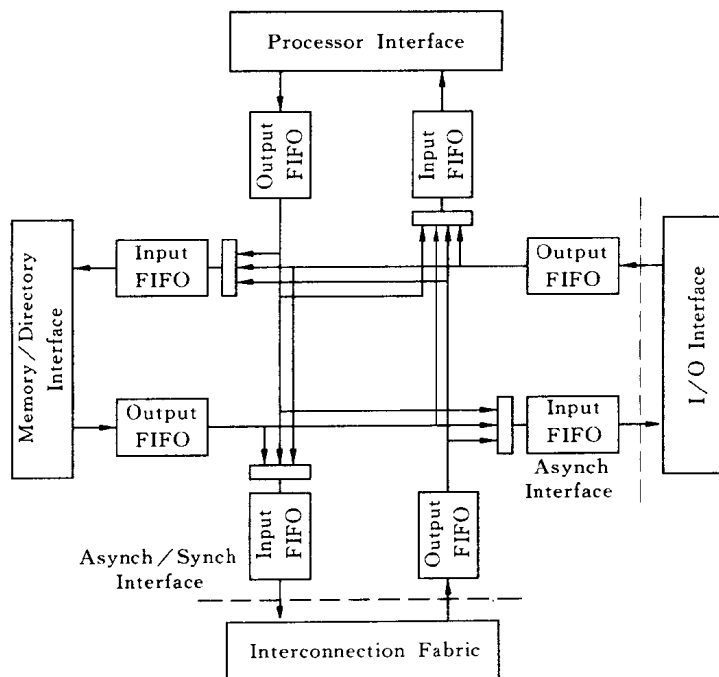 Processor Interface
Output
FIFO
Input
FIFO
Memory/Directory
Interface
Input
FIFO
Output
FIFO
I/O Interface
Output
FIFO
Input
FIFO
Asynch
Interface
Asynch/Synch
Interface
Input
FIFO
Output
FIFO
Interconnection Fabric